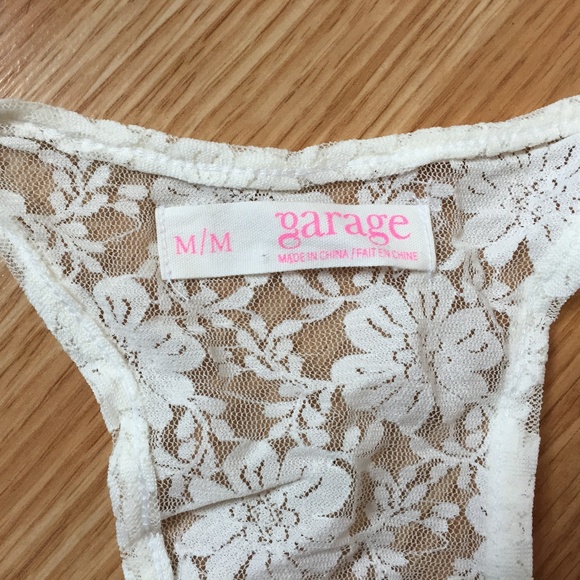 M/M
garage
MADE IN CHINA / FAIT EN CHINE